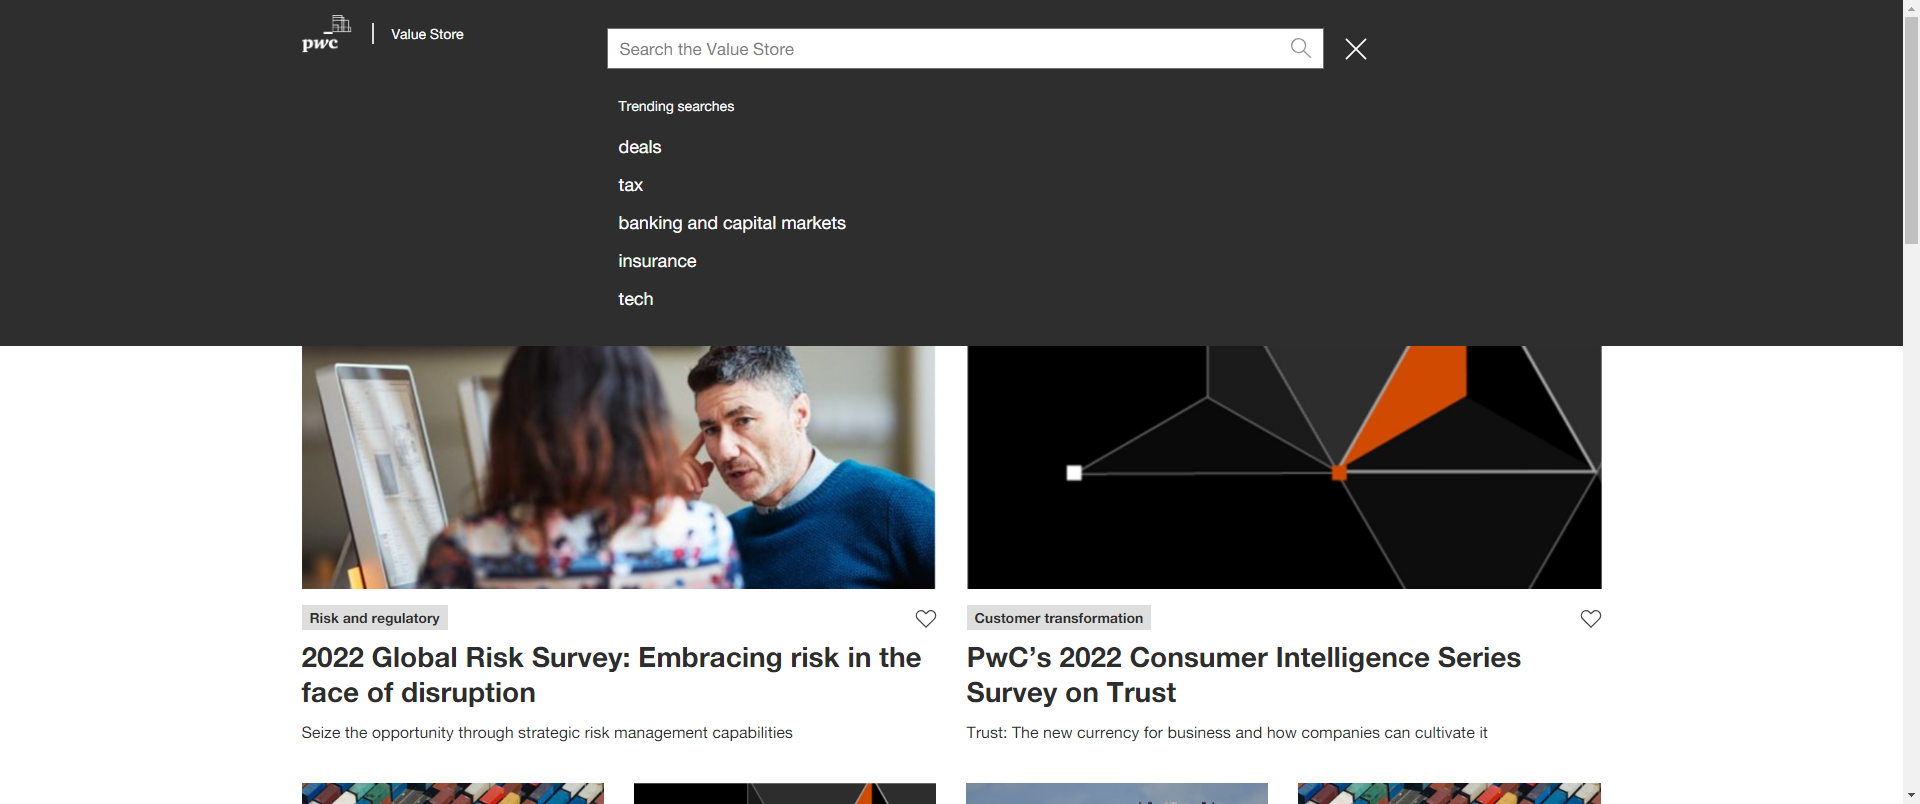 pwc
Value Store
Search the Value Store
Trending searches
deals
tax
banking and capital markets
insurance
tech
Risk and regulatory
2022 Global Risk Survey: Embracing risk in the
face of disruption
Seize the opportunity through strategic risk management capabilities
Customer transformation
PwC’s 2022 Consumer Intelligence Series
Survey on Trust
Trust: The new currency for business and how companies can cultivate it